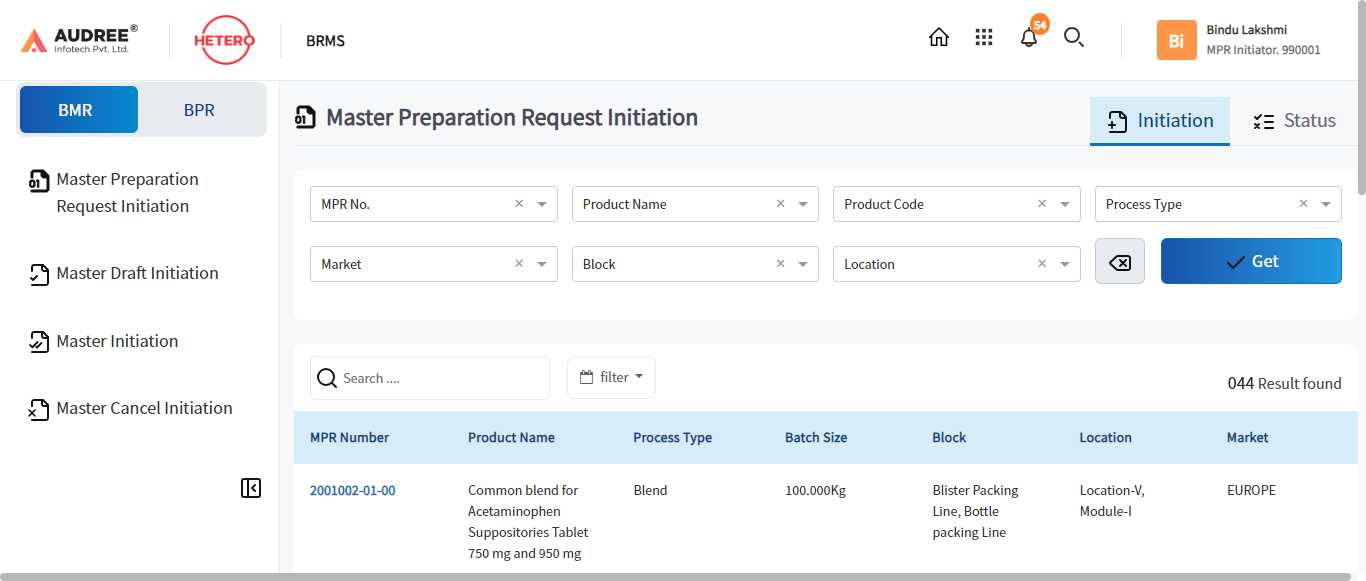 AUDREE®
Infotech Pvt. Ltd.
HETERO
BRMS
54
Bi
Bindu Lakshmi
MPR Initiator. 990001
BMR
BPR
Master Preparation
Request Initiation
Master Draft Initiation
Master Initiation
Master Cancel Initiation
01
01
Master Preparation Request Initiation
Initiation
Status
MPR No. ×
Product Name ×
Product Code ×
Process Type ×
Market ×
Block ×
Location ×
Get
Search ....
filter
044 Result found
MPR Number Product Name Process Type Batch Size Block Location Market
2001002-01-00 Common blend for Blend 100.000Kg Blister Packing Location-V, EUROPE
Acetaminophen Line, Bottle Module-I
Suppositories Tablet packing Line
750 mg and 950 mg